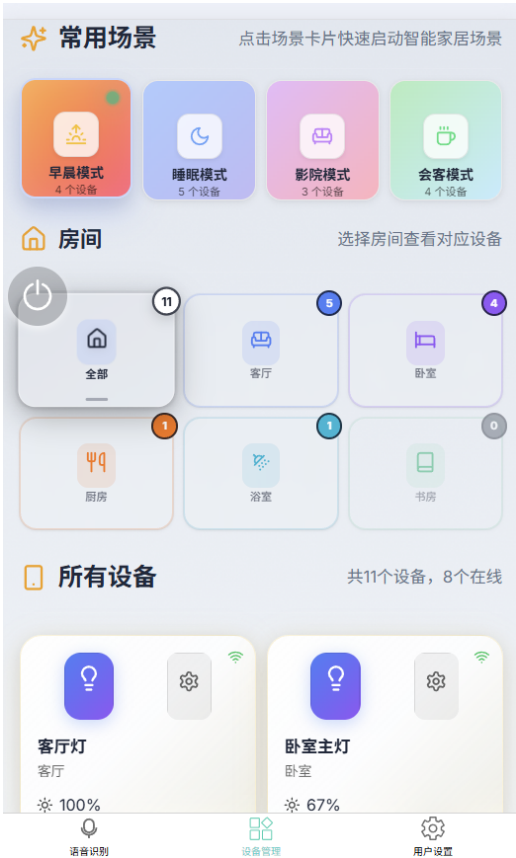 常用场景
点击场景卡片快速启动智能家居场景
早晨模式
4 个设备
睡眠模式
5 个设备
影院模式
3 个设备
会客模式
4 个设备
房间
选择房间查看对应设备
11
全部
5
客厅
4
卧室
1
厨房
1
浴室
0
书房
所有设备
共11个设备，8个在线
客厅灯
客厅
100%
卧室主灯
卧室
67%
语音识别
设备管理
用户设置